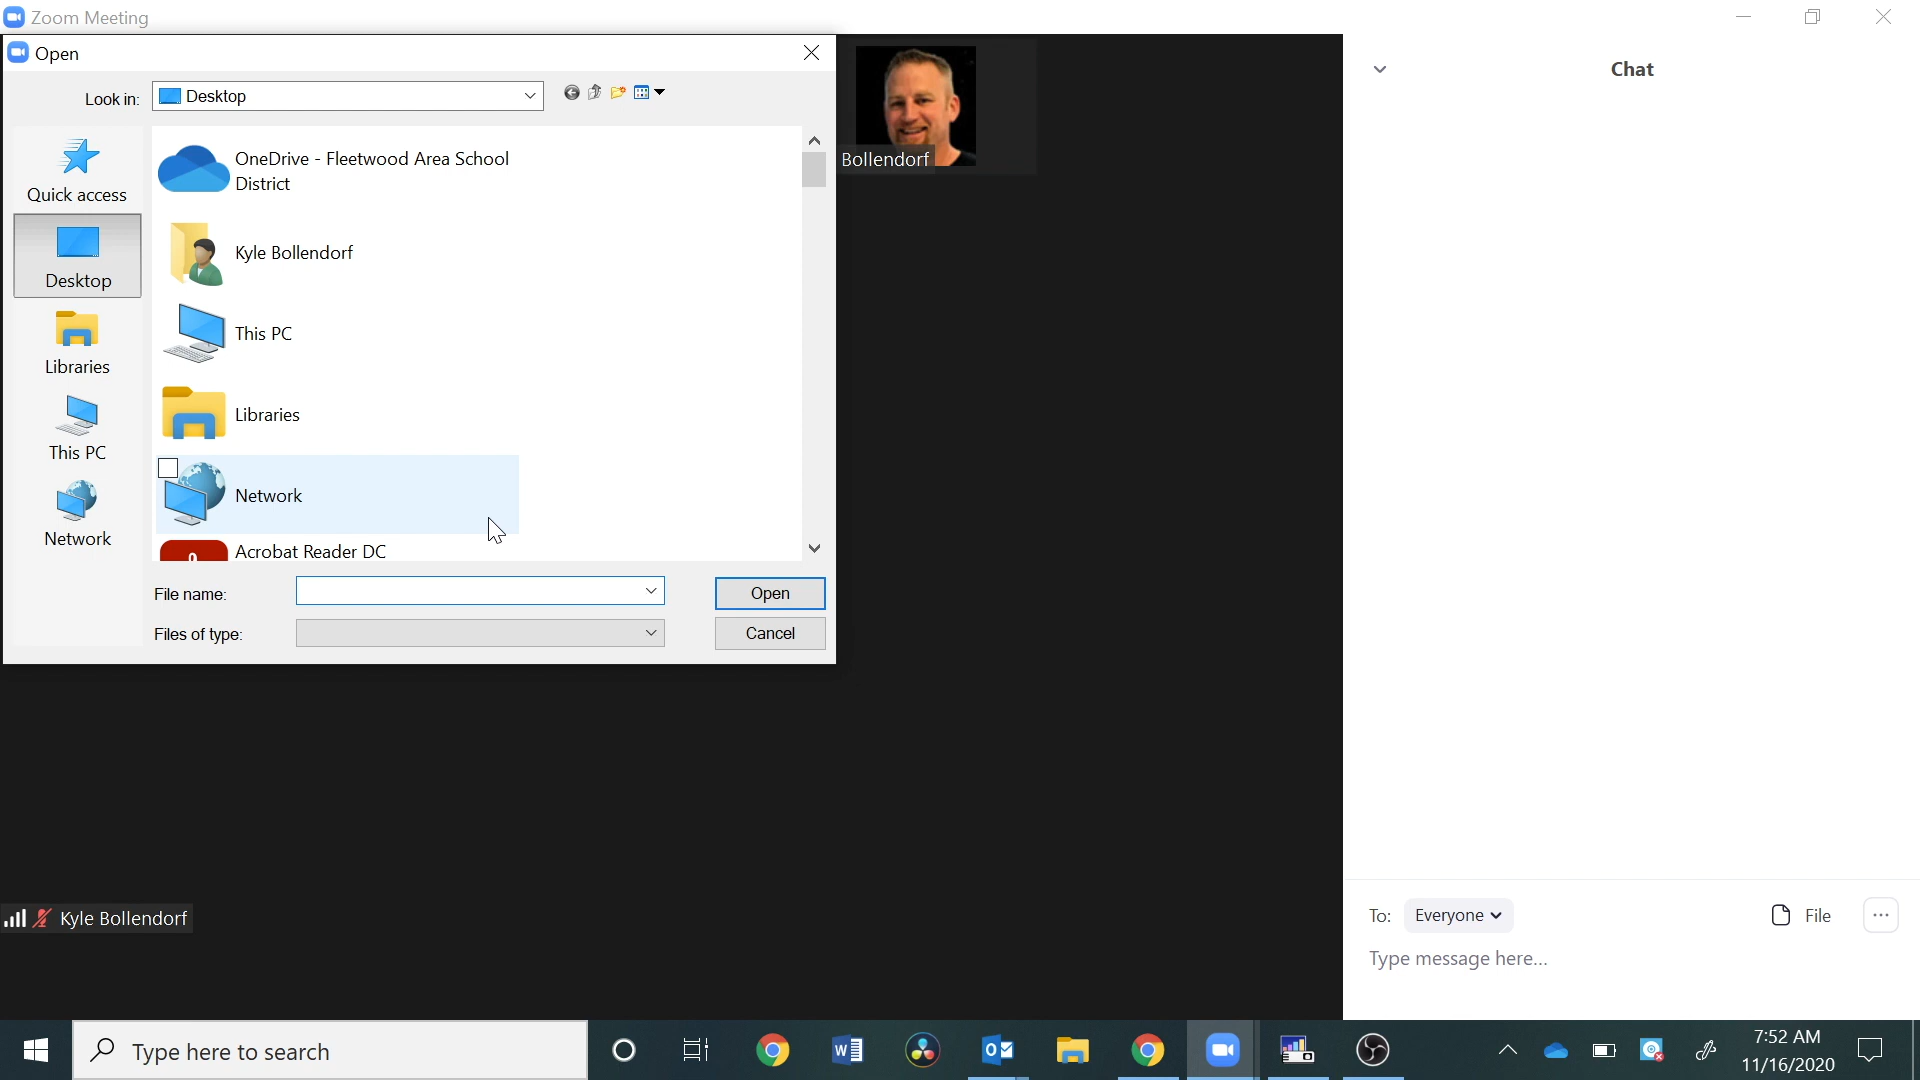 Zoom Meeting
Open
Look in:
Desktop
Quick access
Desktop
Libraries
This PC
Network
OneDrive - Fleetwood Area School
District
Kyle Bollendorf
This PC
Libraries
Network
Acrobat Reader DC
File name:
Open
Files of type:
Cancel
Bollendorf
Kyle Bollendorf
Chat
To:
Everyone
File
Type message here...
Type here to search
7:52 AM
11/16/2020